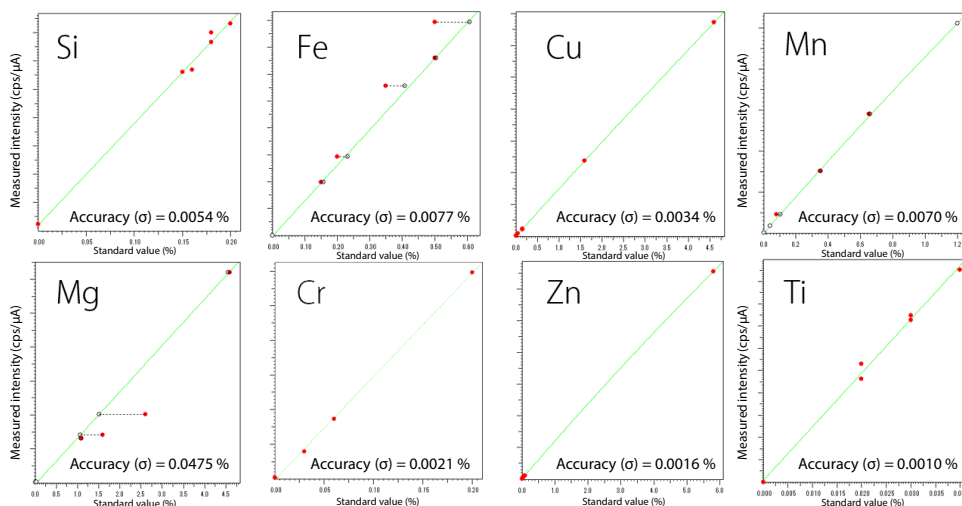 Measured intensity (cps/μA)
Si
Accuracy (σ) = 0.0054 %
0.00 0.05 0.10 0.15 0.20
Standard value (%)
Fe
Accuracy (σ) = 0.0077 %
0.00 0.10 0.20 0.30 0.40 0.50 0.60
Standard value (%)
Cu
Accuracy (σ) = 0.0034 %
0.0 0.5 1.0 1.5 2.0 2.5 3.0 3.5 4.0 4.5
Standard value (%)
Measured intensity (cps/μA)
Mn
Accuracy (σ) = 0.0070 %
0.0 0.2 0.4 0.6 0.8 1.0 1.2
Standard value (%)
Measured intensity (cps/μA)
Mg
Accuracy (σ) = 0.0475 %
0.0 0.5 1.0 1.5 2.0 2.5 3.0 3.5 4.0 4.5
Standard value (%)
Cr
Accuracy (σ) = 0.0021 %
0.00 0.05 0.10 0.15 0.20
Standard value (%)
Zn
Accuracy (σ) = 0.0016 %
0.0 1.0 2.0 3.0 4.0 5.0 6.0
Standard value (%)
Measured intensity (cps/μA)
Ti
Accuracy (σ) = 0.0010 %
0.000 0.005 0.010 0.015 0.020 0.025 0.030 0.035
Standard value (%)